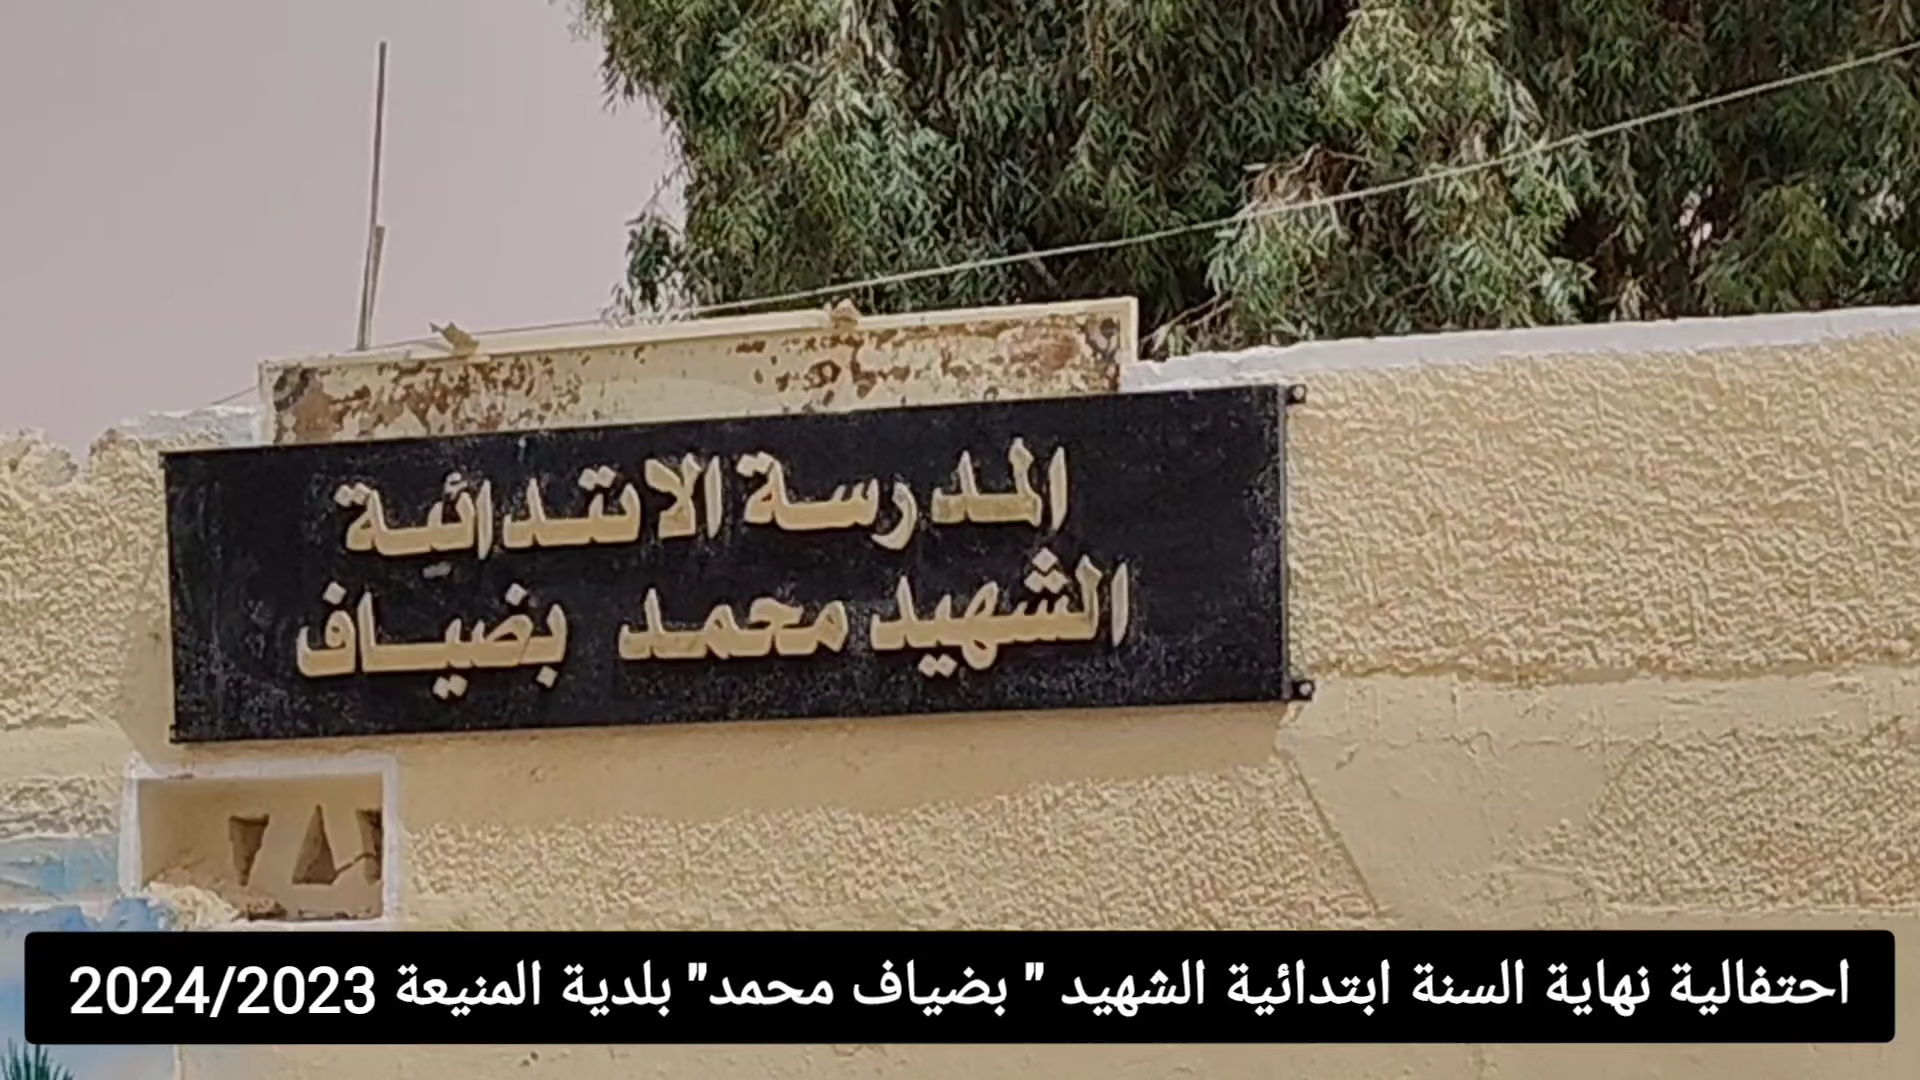 المدرسة الابتدائية
الشهيد محمد بضياف
احتفالية نهاية السنة ابتدائية الشهيد " بضياف محمد" بلدية المنيعة 2024/2023